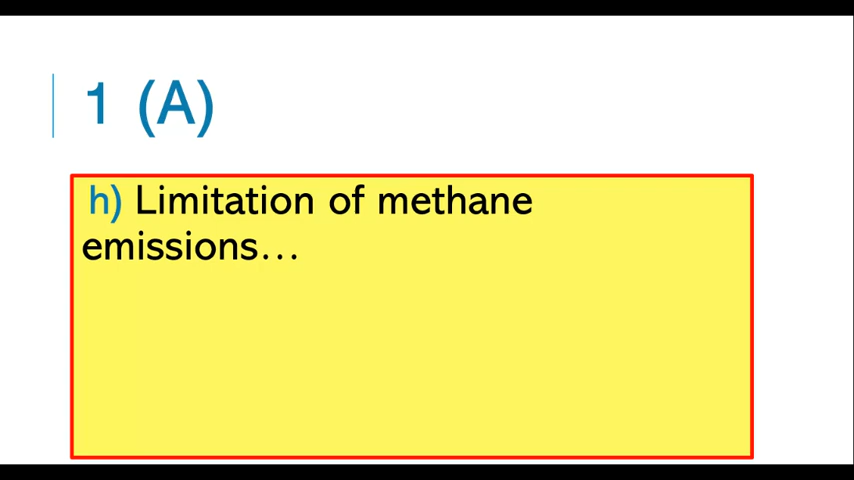 1 (A)
h) Limitation of methane
emissions…